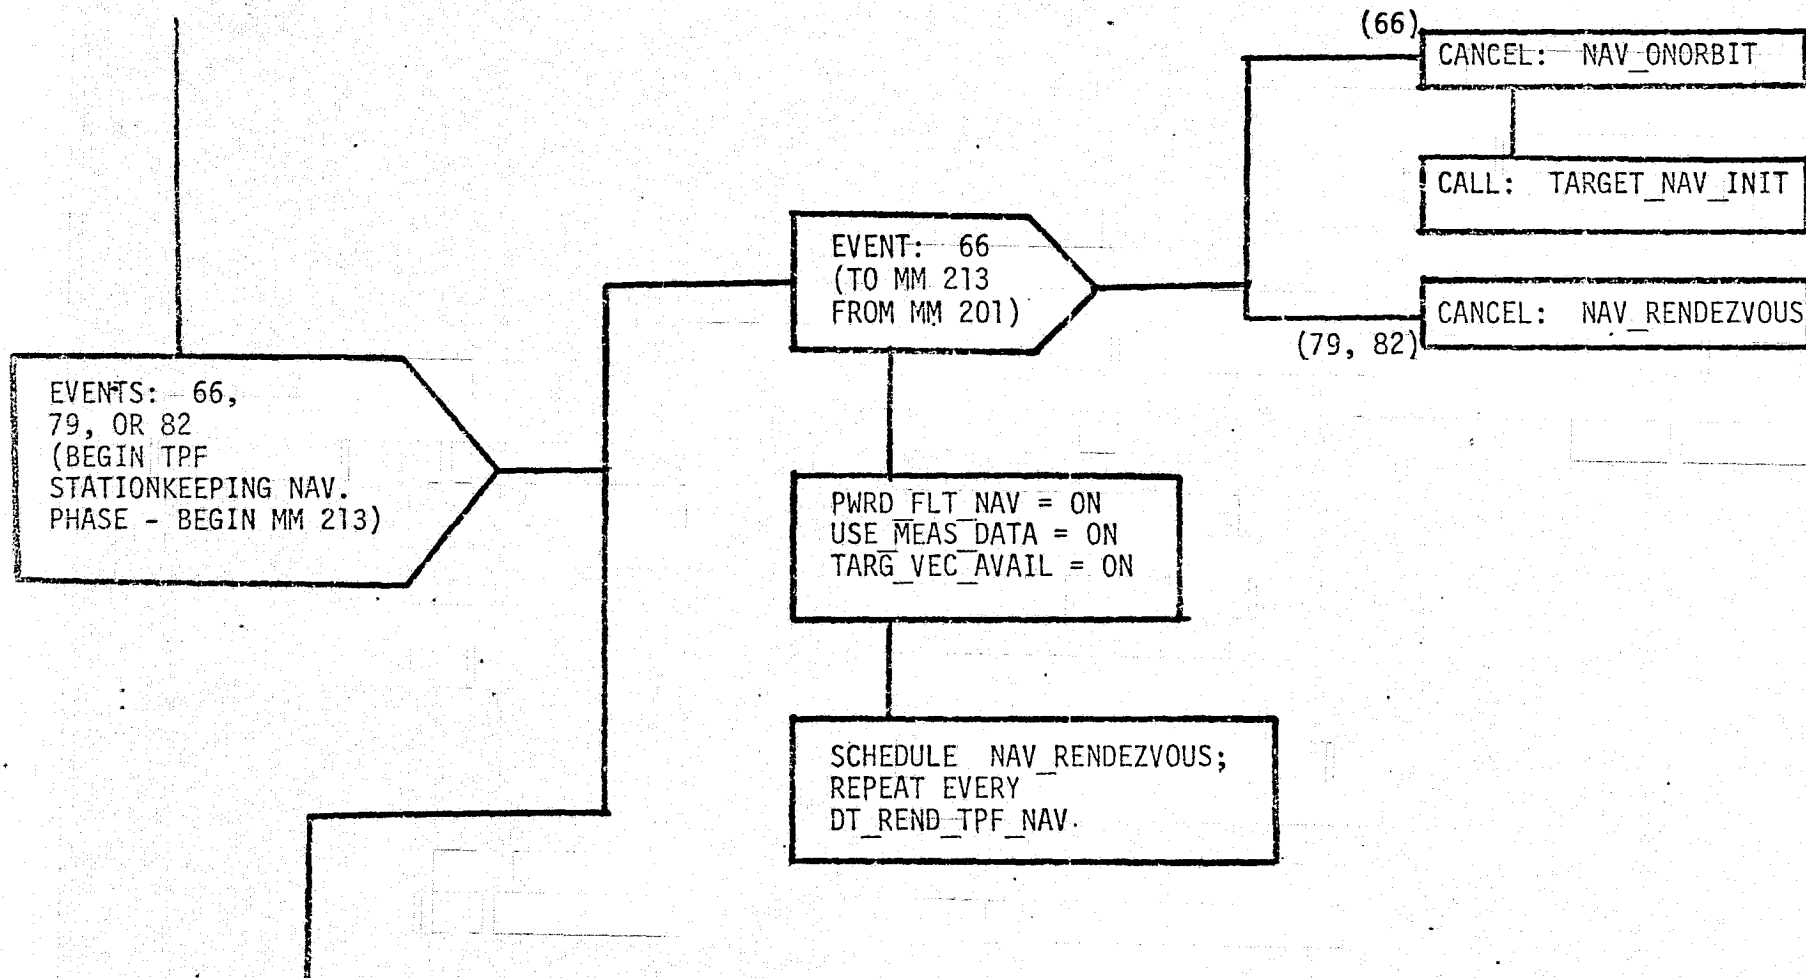 (66)
CANCEL: NAV_ONORBIT
CALL: TARGET_NAV_INIT
EVENT: 66
(TO MM 213
FROM MM 201)
CANCEL: NAV_RENDEZVOUS
(79, 82)
EVENTS: 66,
79, OR 82
(BEGIN TPF
STATIONKEEPING NAV.
PHASE - BEGIN MM 213)
PWRD_FLT_NAV = ON
USE_MEAS_DATA = ON
TARG_VEC_AVAIL = ON
SCHEDULE NAV_RENDEZVOUS;
REPEAT EVERY
DT_REND_TPF_NAV.